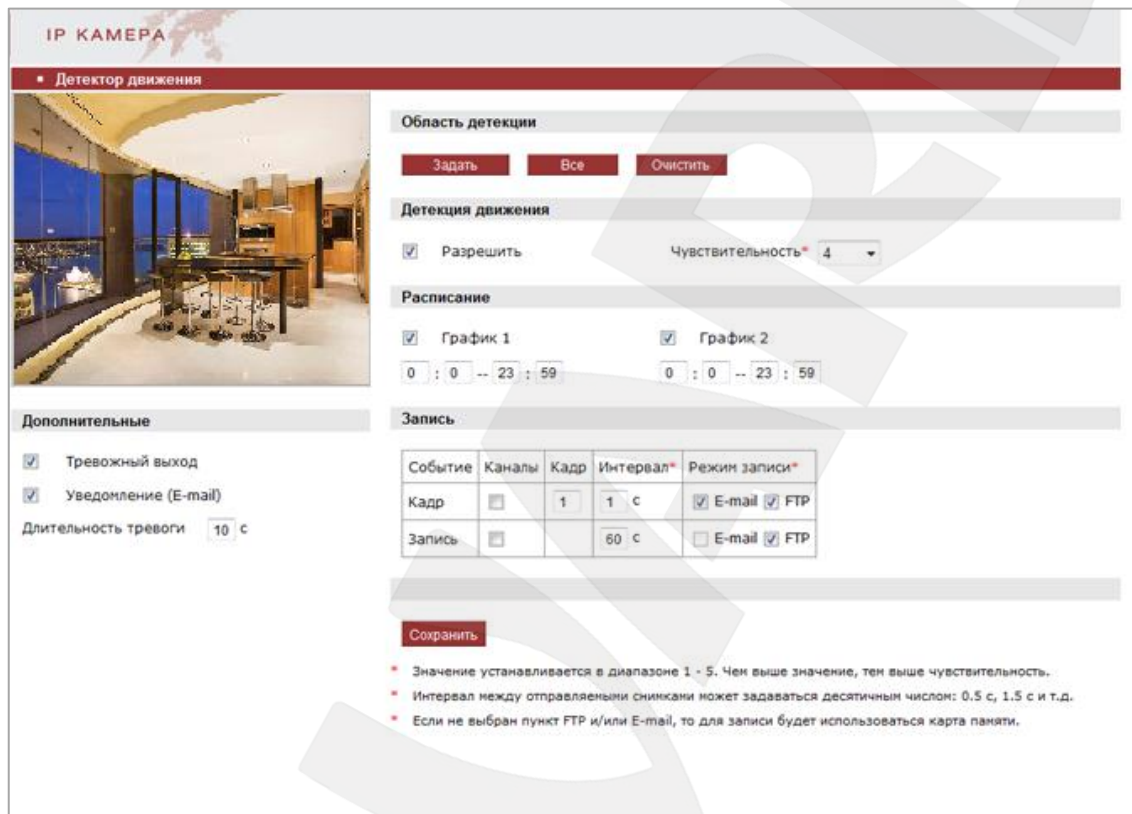 IP КАМЕРА
Детектор движения
Область детекции
Задать Все Очистить
Детекция движения
Разрешить Чувствительность* 4
Расписание
График 1 График 2
0 : 0 -- 23 : 59 0 : 0 -- 23 : 59
Дополнительные
Тревожный выход
Уведомление (E-mail)
Длительность тревоги 10 с
Запись
Событие Каналы Кадр Интервал* Режим записи*
Кадр 1 1 с E-mail FTP
Запись 60 с E-mail FTP
Сохранить
* Значение устанавливается в диапазоне 1 - 5. Чем выше значение, тем выше чувствительность.
* Интервал между отправляемыми снимками может задаваться десятичным числом: 0.5 с, 1.5 с и т.д.
* Если не выбран пункт FTP и/или E-mail, то для записи будет использоваться карта памяти.